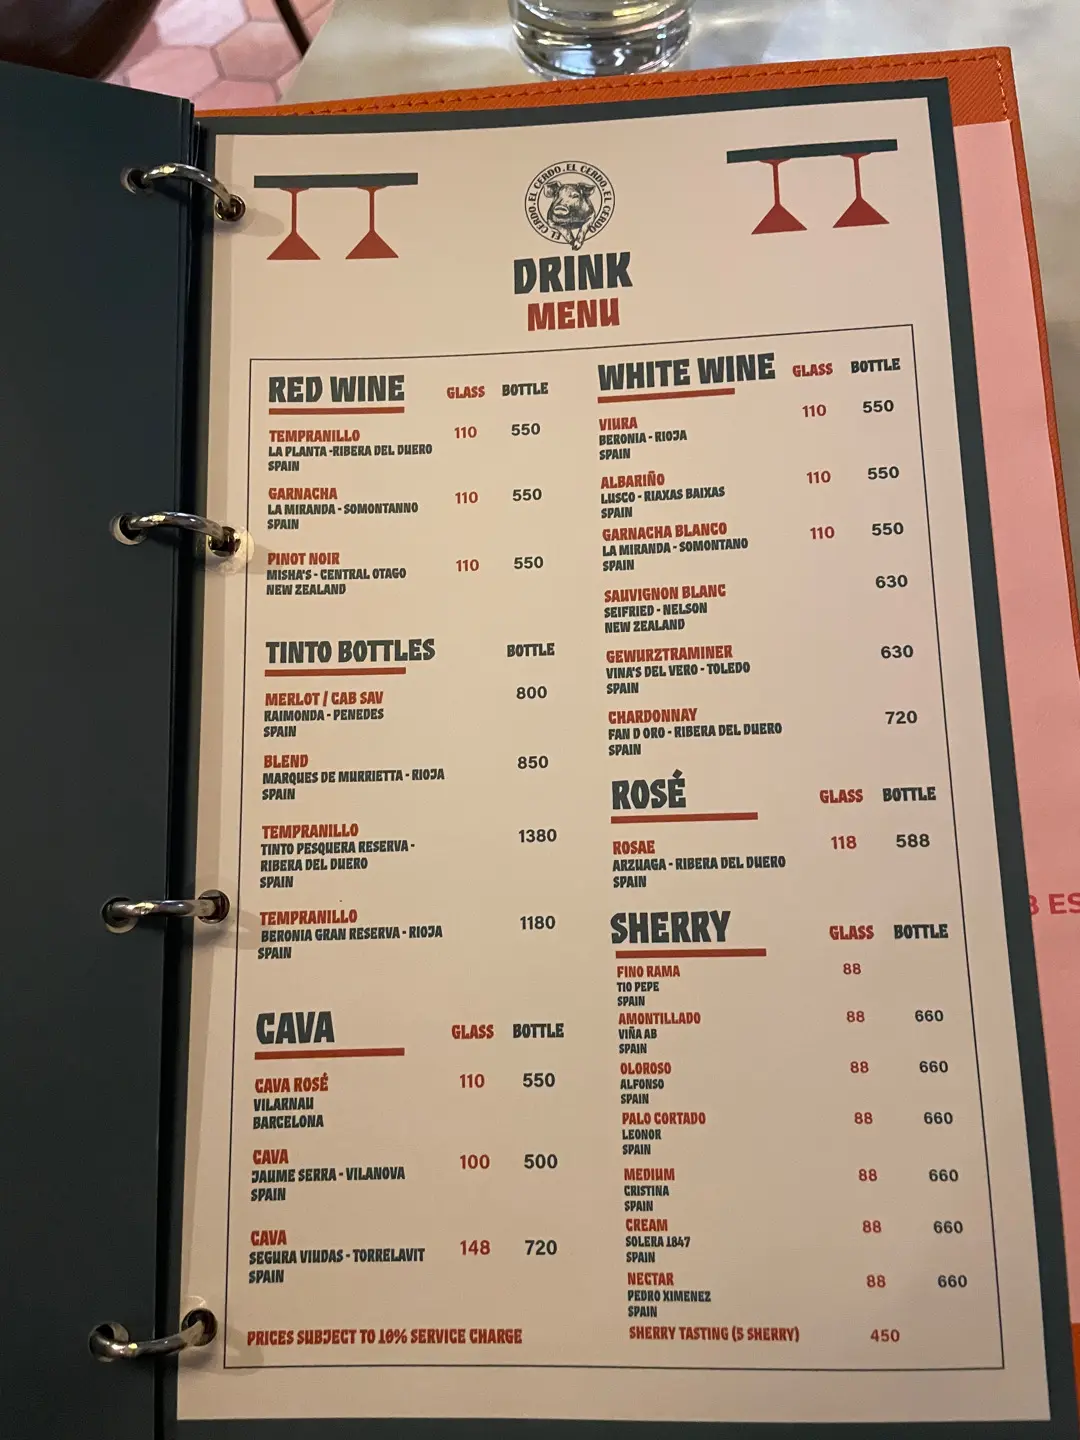 EL CERDO. EL CERDO. EL CERDO. EL CERDO.
DRINK
MENU
RED WINE GLASS BOTTLE
TEMPRANILLO 110 550
LA PLANTA -RIBERA DEL DUERO
SPAIN
GARNACHA 110 550
LA MIRANDA - SOMONTANNO
SPAIN
PINOT NOIR 110 550
MISHA'S - CENTRAL OTAGO
NEW ZEALAND
TINTO BOTTLES BOTTLE
MERLOT / CAB SAV 800
RAIMONDA - PENEDES
SPAIN
BLEND 850
MARQUES DE MURRIETTA - RIOJA
SPAIN
TEMPRANILLO 1380
TINTO PESQUERA RESERVA -
RIBERA DEL DUERO
SPAIN
TEMPRANILLO 1180
BERONIA GRAN RESERVA - RIOJA
SPAIN
CAVA GLASS BOTTLE
CAVA ROSÉ 110 550
VILARNAU
BARCELONA
CAVA 100 500
JAUME SERRA - VILANOVA
SPAIN
CAVA 148 720
SEGURA VIUDAS - TORRELAVIT
SPAIN
PRICES SUBJECT TO 10% SERVICE CHARGE
WHITE WINE GLASS BOTTLE
VIURA 110 550
BERONIA - RIOJA
SPAIN
ALBARIÑO 110 550
LUSCO - RIAXAS BAIXAS
SPAIN
GARNACHA BLANCO 110 550
LA MIRANDA - SOMONTANO
SPAIN
SAUVIGNON BLANC 630
SEIFRIED - NELSON
NEW ZEALAND
GEWURZTRAMINER 630
VINA'S DEL VERO - TOLEDO
SPAIN
CHARDONNAY 720
FAN D ORO - RIBERA DEL DUERO
SPAIN
ROSÉ GLASS BOTTLE
ROSAE 118 588
ARZUAGA - RIBERA DEL DUERO
SPAIN
SHERRY GLASS BOTTLE
FINO RAMA 88
TIO PEPE
SPAIN
AMONTILLADO 88 660
VIÑA AB
SPAIN
OLOROSO 88 660
ALFONSO
SPAIN
PALO CORTADO 88 660
LEONOR
SPAIN
MEDIUM 88 660
CRISTINA
SPAIN
CREAM 88 660
SOLERA 1847
SPAIN
NECTAR 88 660
PEDRO XIMENEZ
SPAIN
SHERRY TASTING (5 SHERRY) 450
ES